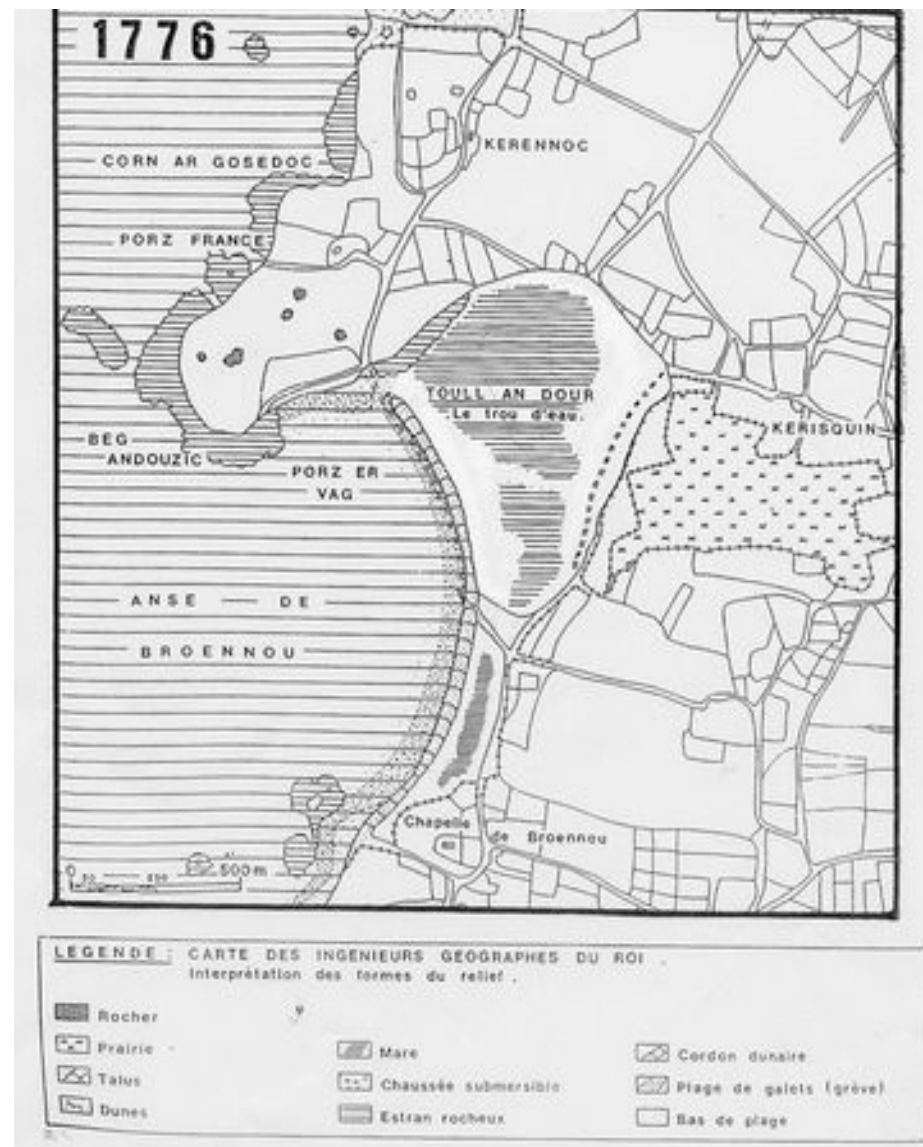 1776
CORN AR GOSEDOC
KERENNOC
PORZ FRANCE
TOULL AN DOUR
Le trou d'eau.
KERISQUIN
BEG
ANDOUZIC
PORZ ER
VAG
ANSE DE
BROENNOU
Chapelle
de Broennou
0 500 m
LEGENDE : CARTE DES INGENIEURS GEOGRAPHES DU ROI .
Interprétation des formes du relief .
Rocher
Prairie
Mare
Cordon dunaire
Talus
Chaussée submersible
Plage de galets (grève)
Dunes
Estran rocheux
Bas de plage